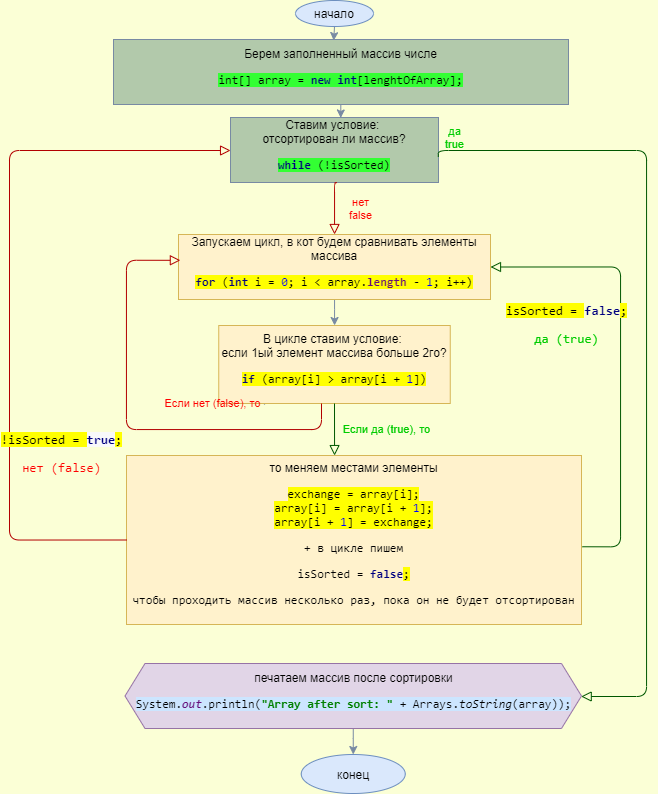 начало
Берем заполненный массив числе
int[] array = new int[lenghtOfArray];
Ставим условие:
отсортирован ли массив?
while (!isSorted)
да
true
нет
false
Запускаем цикл, в кот будем сравнивать элементы
массива
for (int i = 0; i < array.length - 1; i++)
isSorted = false;
да (true)
В цикле ставим условие:
если 1ый элемент массива больше 2го?
if (array[i] > array[i + 1])
Если нет (false), то
Если да (true), то
!isSorted = true;
нет (false)
то меняем местами элементы
exchange = array[i];
array[i] = array[i + 1];
array[i + 1] = exchange;
+ в цикле пишем
isSorted = false;
чтобы проходить массив несколько раз, пока он не будет отсортирован
печатаем массив после сортировки
System.out.println("Array after sort: " + Arrays.toString(array));
конец